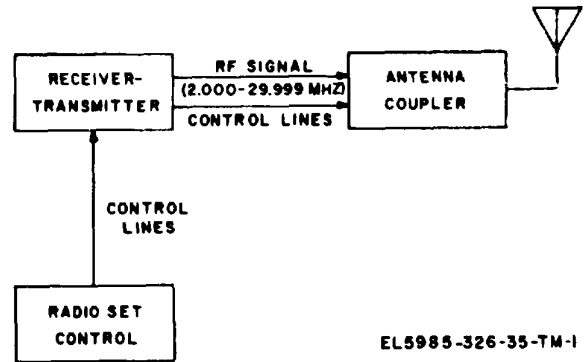 RECEIVER-
TRANSMITTER
RF SIGNAL
(2.000-29.999 MHZ)
CONTROL LINES
ANTENNA
COUPLER
CONTROL
LINES
RADIO SET
CONTROL
EL5985-326-35-TM-1